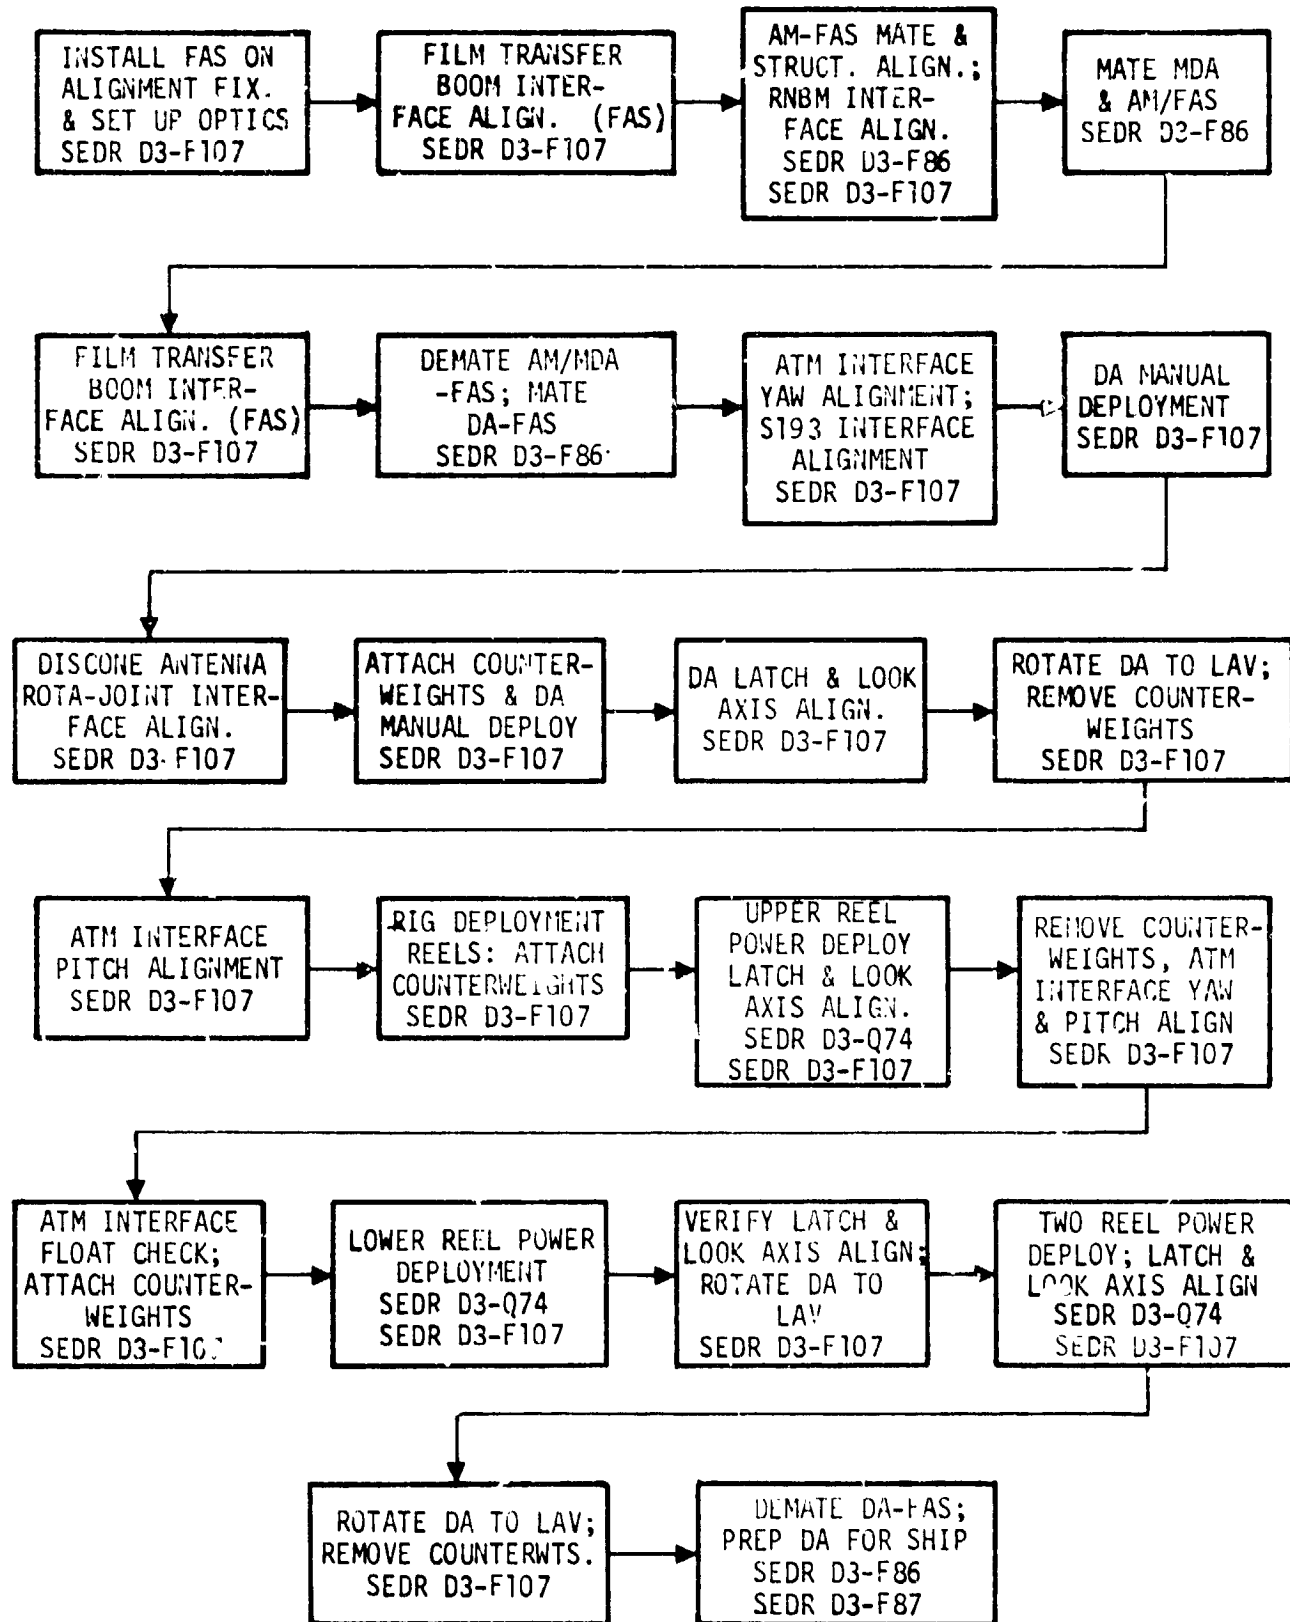 INSTALL FAS ON
ALIGNMENT FIX.
& SET UP OPTICS
SEDR D3-F107
FILM TRANSFER
BOOM INTER-
FACE ALIGN. (FAS)
SEDR D3-F107
AM-FAS MATE &
STRUCT. ALIGN.;
RNBM INTER-
FACE ALIGN.
SEDR D3-F86
SEDR D3-F107
MATE MDA
& AM/FAS
SEDR D3-F86
FILM TRANSFER
BOOM INTER-
FACE ALIGN. (FAS)
SEDR D3-F107
DEMATE AM/MDA
-FAS; MATE
DA-FAS
SEDR D3-F86
ATM INTERFACE
YAW ALIGNMENT;
S193 INTERFACE
ALIGNMENT
SEDR D3-F107
DA MANUAL
DEPLOYMENT
SEDR D3-F107
DISCONE ANTENNA
ROTA-JOINT INTER-
FACE ALIGN.
SEDR D3-F107
ATTACH COUNTER-
WEIGHTS & DA
MANUAL DEPLOY
SEDR D3-F107
DA LATCH & LOOK
AXIS ALIGN.
SEDR D3-F107
ROTATE DA TO LAV;
REMOVE COUNTER-
WEIGHTS
SEDR D3-F107
ATM INTERFACE
PITCH ALIGNMENT
SEDR D3-F107
RIG DEPLOYMENT
REELS: ATTACH
COUNTERWEIGHTS
SEDR D3-F107
UPPER REEL
POWER DEPLOY
LATCH & LOOK
AXIS ALIGN.
SEDR D3-Q74
SEDR D3-F107
REMOVE COUNTER-
WEIGHTS, ATM
INTERFACE YAW
& PITCH ALIGN
SEDR D3-F107
ATM INTERFACE
FLOAT CHECK;
ATTACH COUNTER-
WEIGHTS
SEDR D3-F107
LOWER REEL POWER
DEPLOYMENT
SEDR D3-Q74
SEDR D3-F107
VERIFY LATCH &
LOOK AXIS ALIGN;
ROTATE DA TO
LAV
SEDR D3-F107
TWO REEL POWER
DEPLOY; LATCH &
LOOK AXIS ALIGN
SEDR D3-Q74
SEDR D3-F107
ROTATE DA TO LAV;
REMOVE COUNTERWTS.
SEDR D3-F107
DEMATE DA-FAS;
PREP DA FOR SHIP
SEDR D3-F86
SEDR D3-F87